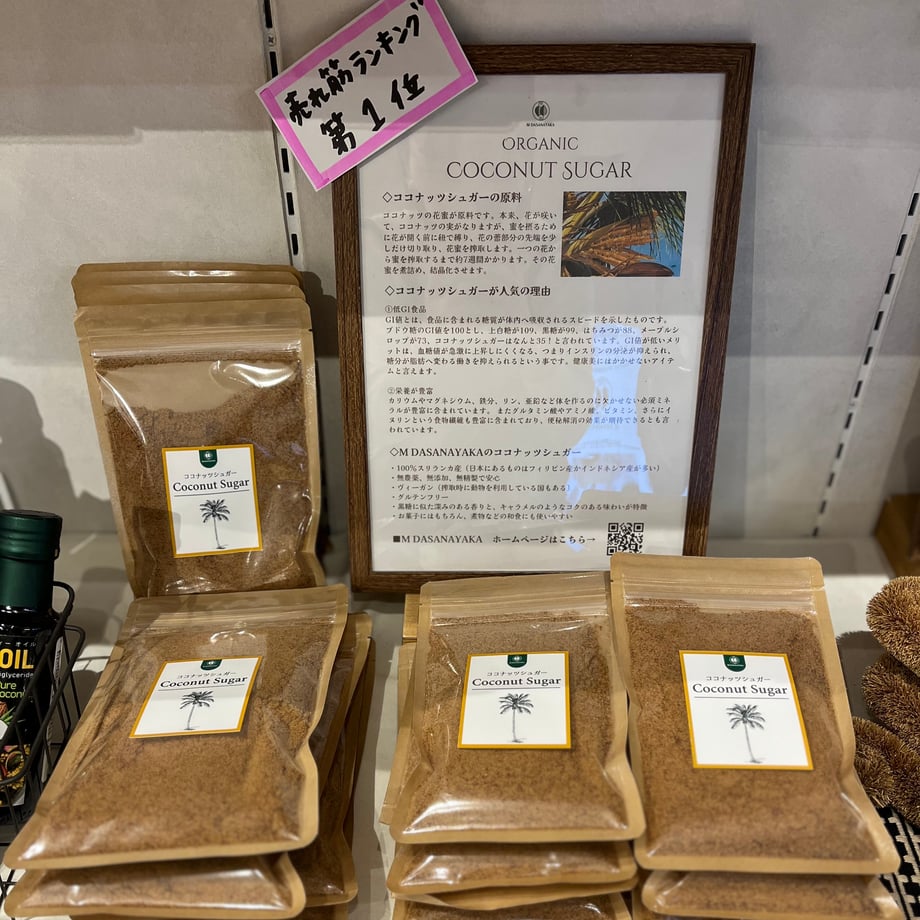 売れ筋ランキング
第1位
M DASANAYAKA
ORGANIC
COCONUT SUGAR
◇ココナッツシュガーの原料
ココナッツの花蜜が原料です。本来、花が咲い
て、ココナッツの実がなりますが、蜜を摂るため
に花が開く前に紐で縛り、花の蕾部分の先端を少
しだけ切り取り、花蜜を搾取します。一つの花か
ら蜜を搾取するまで約7週間かかります。その花
蜜を煮詰め、結晶化させます。
◇ココナッツシュガーが人気の理由
①低GI食品
GI値とは、食品に含まれる糖質が体内へ吸収されるスピードを示したものです。
ブドウ糖のGI値を100とし、上白糖が109、黒糖が99、はちみつが88、メープルシ
ロップが73、ココナッツシュガーはなんと35！と言われています。GI値が低いメリ
ットは、血糖値が急激に上昇しにくくなる、つまりインスリンの分泌が抑えられ、
糖分が脂肪へ変わる働きを抑えられるという事です。健康美にはかかせないアイテ
ムと言えます。
②栄養が豊富
カリウムやマグネシウム、鉄分、リン、亜鉛など体を作るのに欠かせない必須ミネ
ラルが豊富に含まれています。またグルタミン酸やアミノ酸、ビタミン、さらにイ
ヌリンという食物繊維も豊富に含まれており、便秘解消の効果が期待できるとも言
われています。
◇M DASANAYAKAのココナッツシュガー
・100%スリランカ産（日本にあるものはフィリピン産かインドネシア産が多い）
・無農薬、無添加、無精製で安心
・ヴィーガン（搾取時に動物を利用している国もある）
・グルテンフリー
・黒糖に似た深みのある香りと、キャラメルのようなコクのある味わいが特徴
・お菓子にはもちろん、煮物などの和食にも使いやすい
■M DASANAYAKA ホームページはこちら→
ココナッツシュガー
Coconut Sugar
ココナッツシュガー
Coconut Sugar
ココナッツシュガー
Coconut Sugar
ココナッツシュガー
Coconut Sugar
オイル
OIL